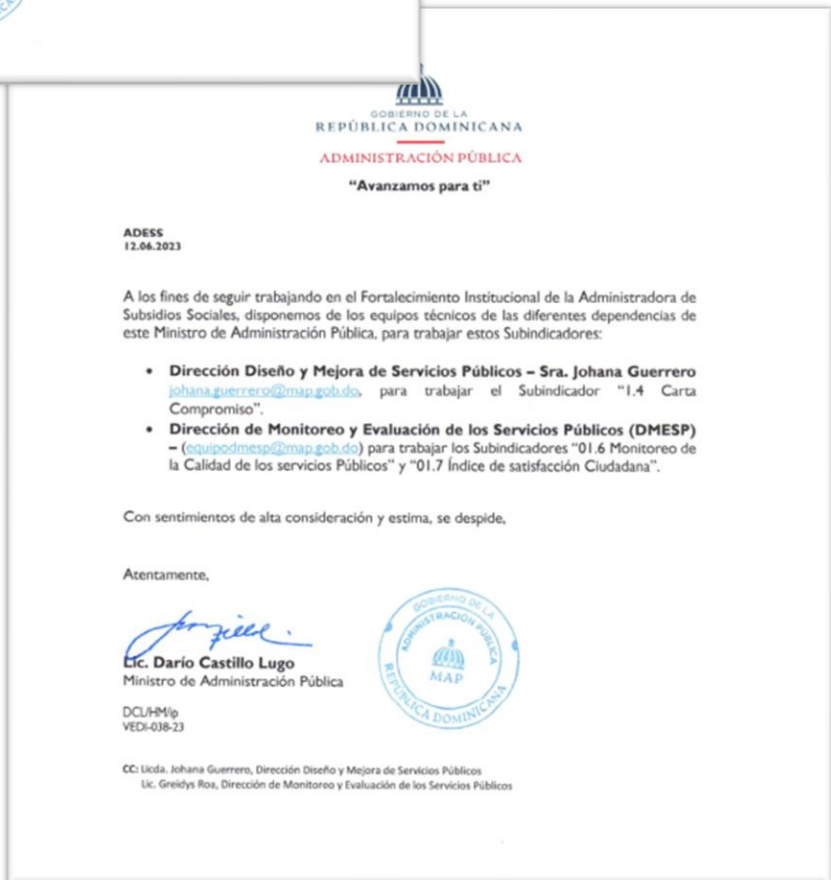 GOBIERNO DE LA
REPÚBLICA DOMINICANA
ADMINISTRACIÓN PÚBLICA
"Avanzamos para ti"
ADESS
12.06.2023
A los fines de seguir trabajando en el Fortalecimiento Institucional de la Administradora de
Subsidios Sociales, disponemos de los equipos técnicos de las diferentes dependencias de
este Ministro de Administración Pública, para trabajar estos Subindicadores:
• Dirección Diseño y Mejora de Servicios Públicos – Sra. Johana Guerrero
johana.guerrero@map.gob.do, para trabajar el Subindicador "1.4 Carta
Compromiso".
• Dirección de Monitoreo y Evaluación de los Servicios Públicos (DMESP)
– (equipodmesp@map.gob.do) para trabajar los Subindicadores "01.6 Monitoreo de
la Calidad de los servicios Públicos" y "01.7 Índice de satisfacción Ciudadana".
Con sentimientos de alta consideración y estima, se despide,
Atentamente,
Lic. Darío Castillo Lugo
Ministro de Administración Pública
DCL/HM/ip
VEDI-038-23
GOBIERNO DE LA
ADMINISTRACIÓN PÚBLICA
MAP
REPÚBLICA DOMINICANA
CC: Licda. Johana Guerrero, Dirección Diseño y Mejora de Servicios Públicos
Lic. Greidys Roa, Dirección de Monitoreo y Evaluación de los Servicios Públicos